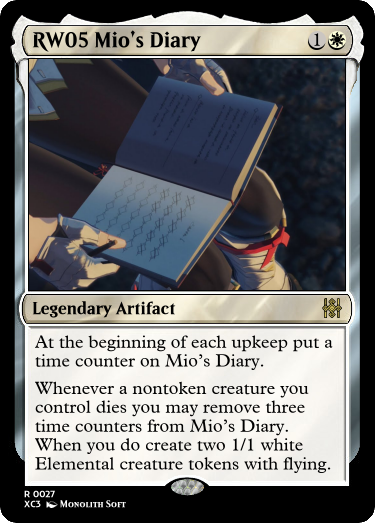 RW05 Mio's Diary
1
Legendary Artifact
At the beginning of each upkeep put a
time counter on Mio's Diary.
Whenever a nontoken creature you
control dies you may remove three
time counters from Mio's Diary.
When you do create two 1/1 white
Elemental creature tokens with flying.
R 0027
XC3 Monolith Soft